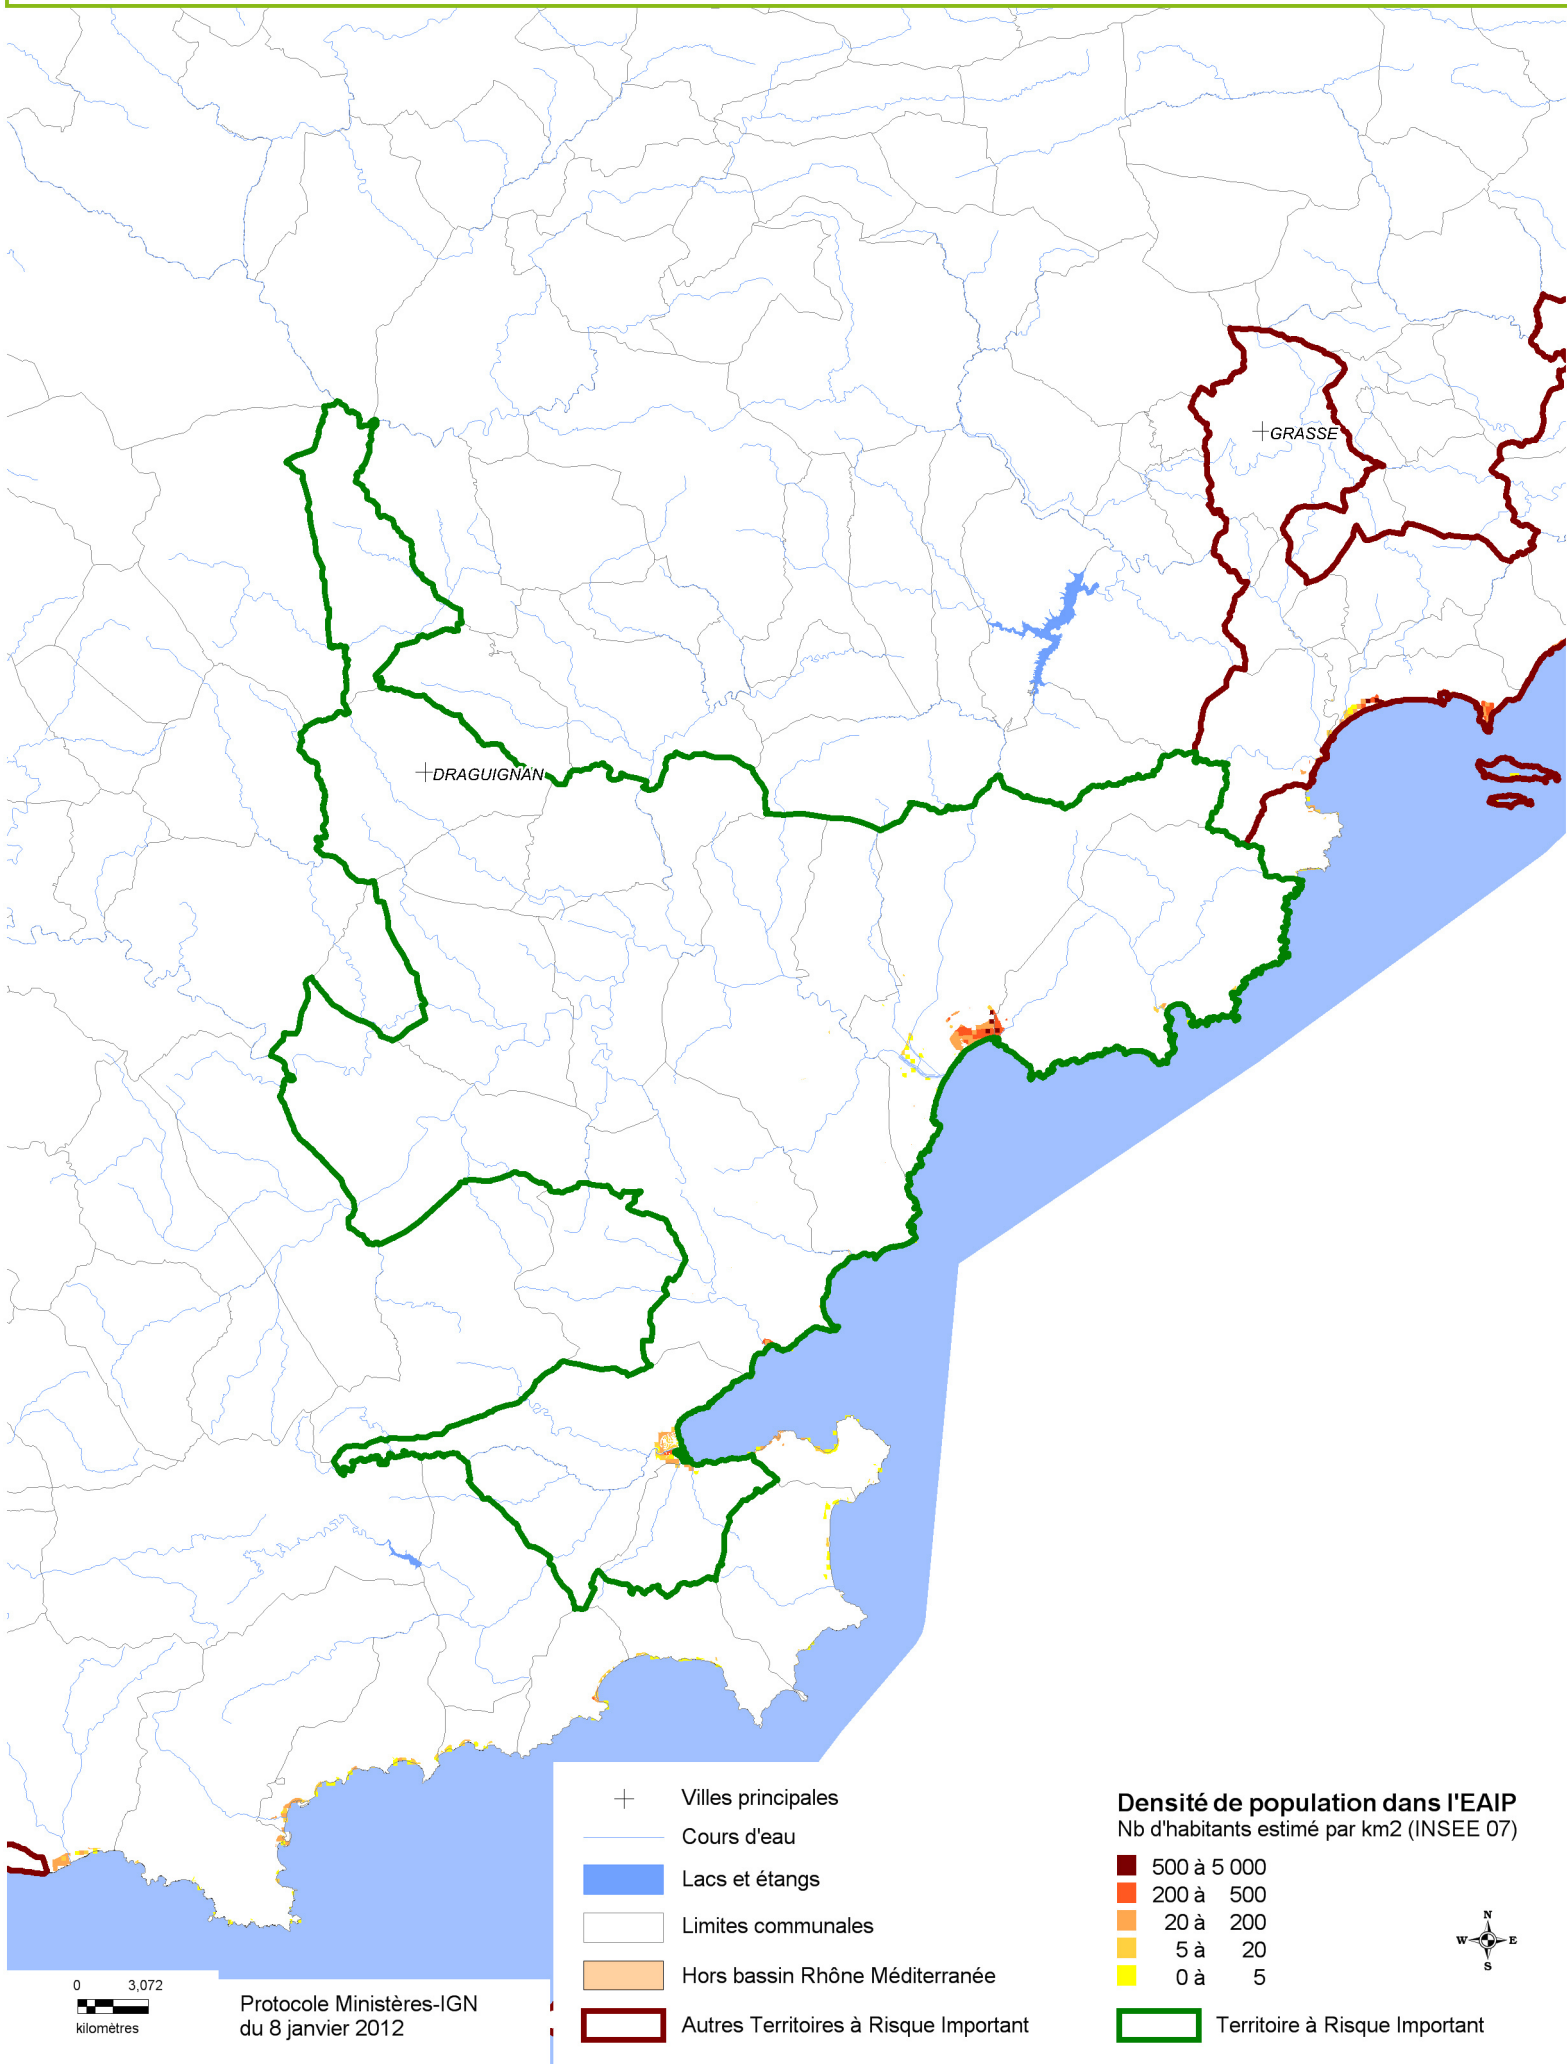 GRASSE
DRAGUIGNAN
Villes principales
Cours d'eau
Lacs et étangs
Limites communales
Hors bassin Rhône Méditerranée
Autres Territoires à Risque Important
Densité de population dans l'EAIP
Nb d'habitants estimé par km2 (INSEE 07)
500 à 5 000
200 à 500
20 à 200
5 à 20
0 à 5
Territoire à Risque Important
N
W E
S
0 3,072
kilomètres
Protocole Ministères-IGN
du 8 janvier 2012